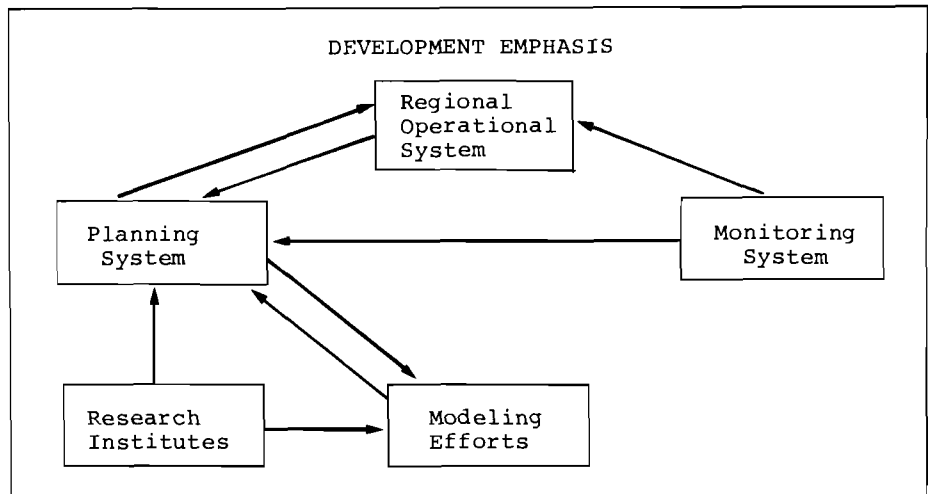 DEVELOPMENT EMPHASIS
Regional
Operational
System
Planning
System
Monitoring
System
Research
Institutes
Modeling
Efforts